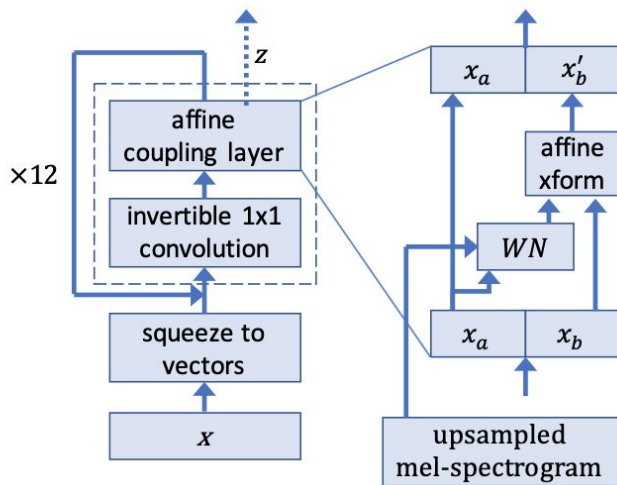 z
affine
coupling layer
×12
invertible 1x1
convolution
squeeze to
vectors
x
x_a
x_b′
affine
xform
WN
x_a
x_b
upsampled
mel-spectrogram